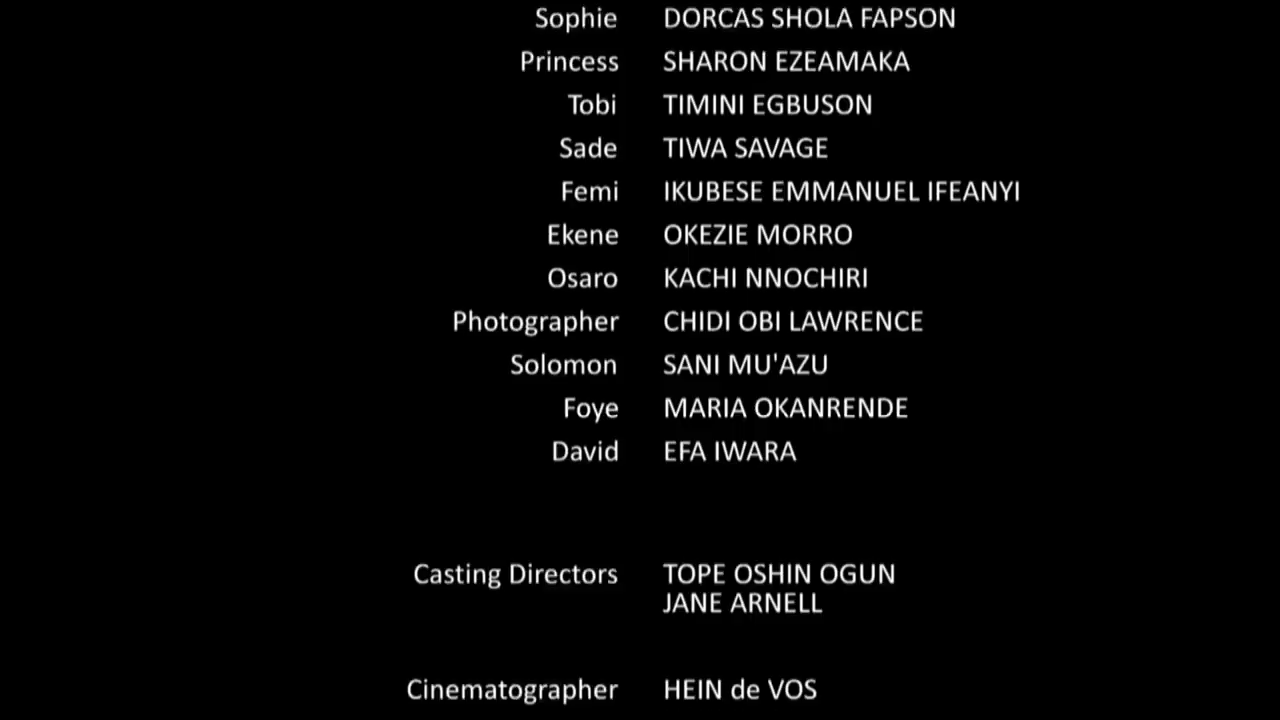 Sophie DORCAS SHOLA FAPSON
Princess SHARON EZEAMAKA
Tobi TIMINI EGBUSON
Sade TIWA SAVAGE
Femi IKUBESE EMMANUEL IFEANYI
Ekene OKEZIE MORRO
Osaro KACHI NNOCHIRI
Photographer CHIDI OBI LAWRENCE
Solomon SANI MU'AZU
Foye MARIA OKANRENDE
David EFA IWARA
Casting Directors TOPE OSHIN OGUN
JANE ARNELL
Cinematographer HEIN de VOS